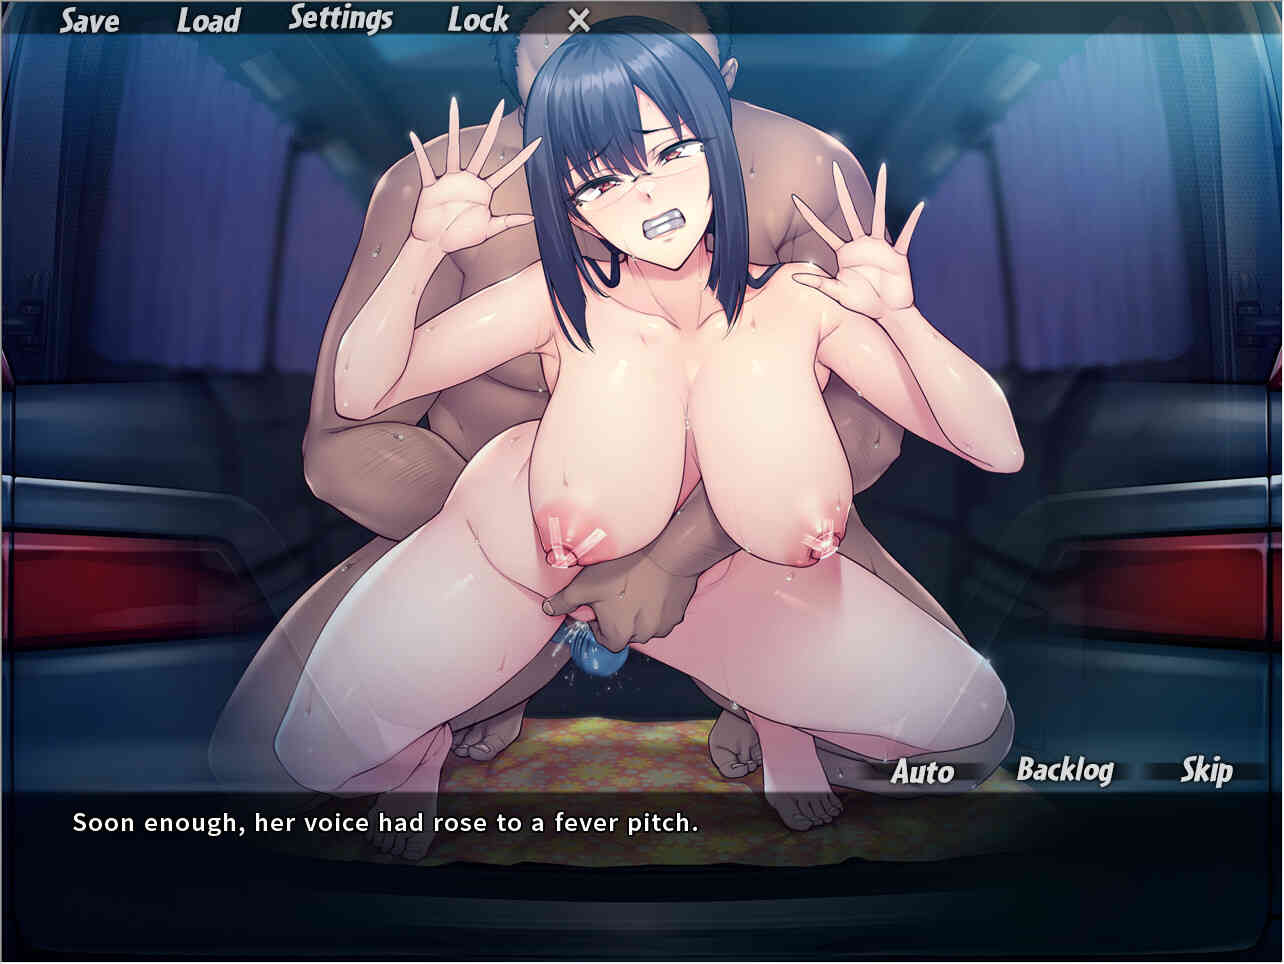 Save Load Settings Lock X
Auto Backlog Skip
Soon enough, her voice had rose to a fever pitch.